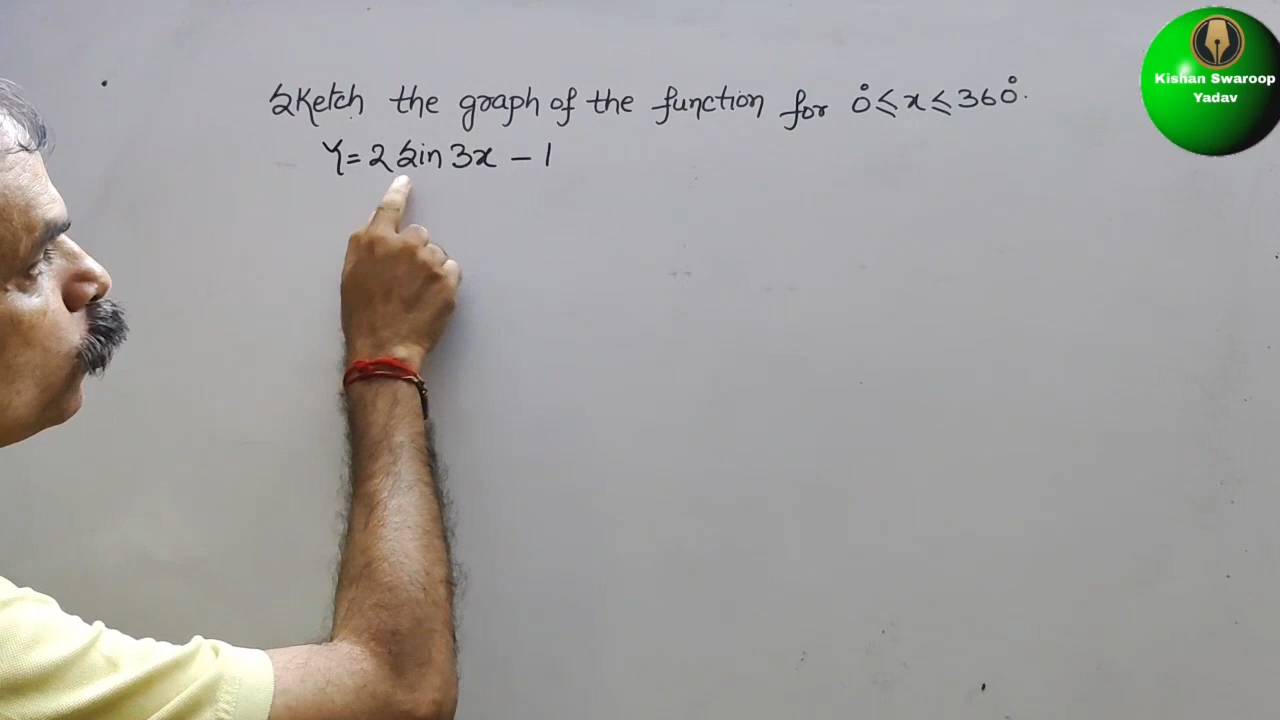 Sketch the graph of the function for 0° ≤ x ≤ 360°.
Y = 2 Sin 3x - 1
Kishan Swaroop
Yadav